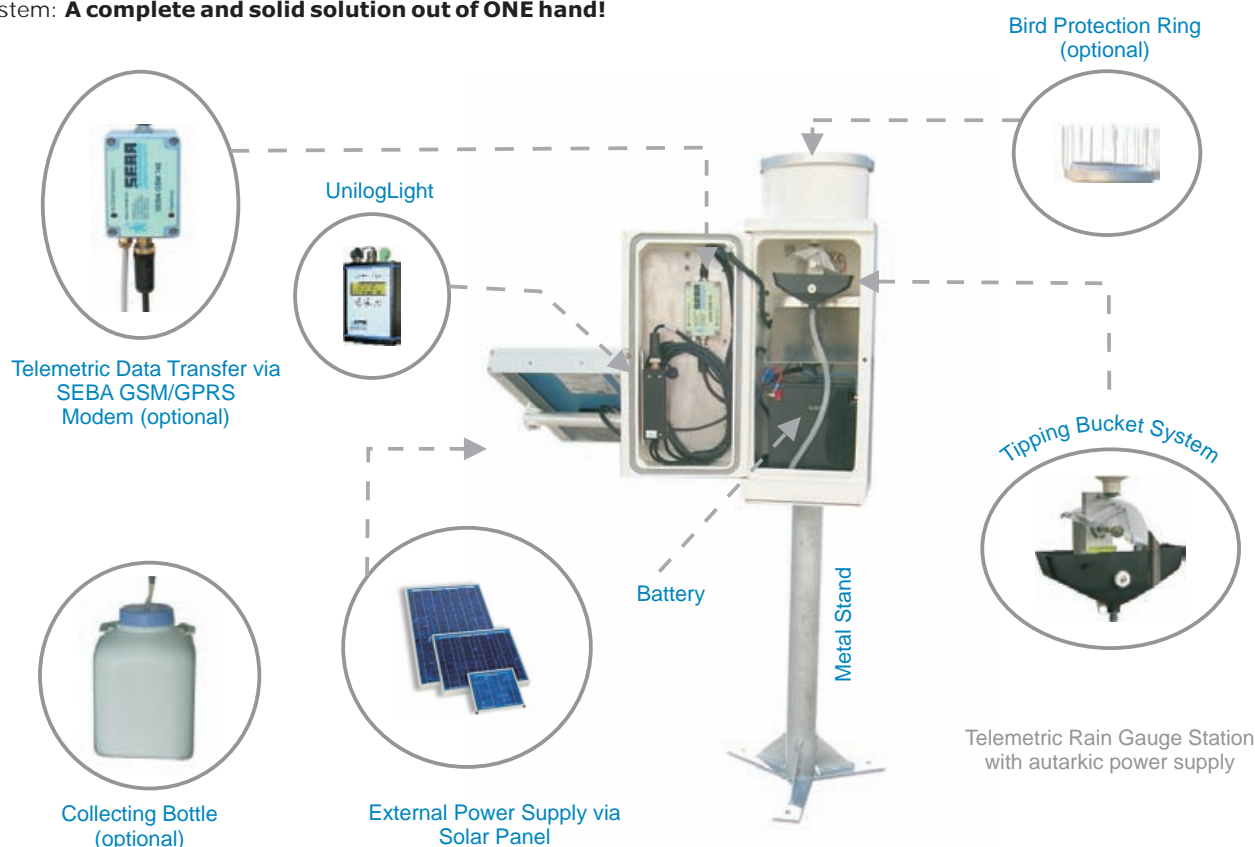 stem: A complete and solid solution out of ONE hand!
Bird Protection Ring
(optional)
UnilogLight
SEBA
Telemetric Data Transfer via
SEBA GSM/GPRS
Modem (optional)
Tipping Bucket System
Battery
Metal Stand
Telemetric Rain Gauge Station
with autarkic power supply
Collecting Bottle
(optional)
External Power Supply via
Solar Panel